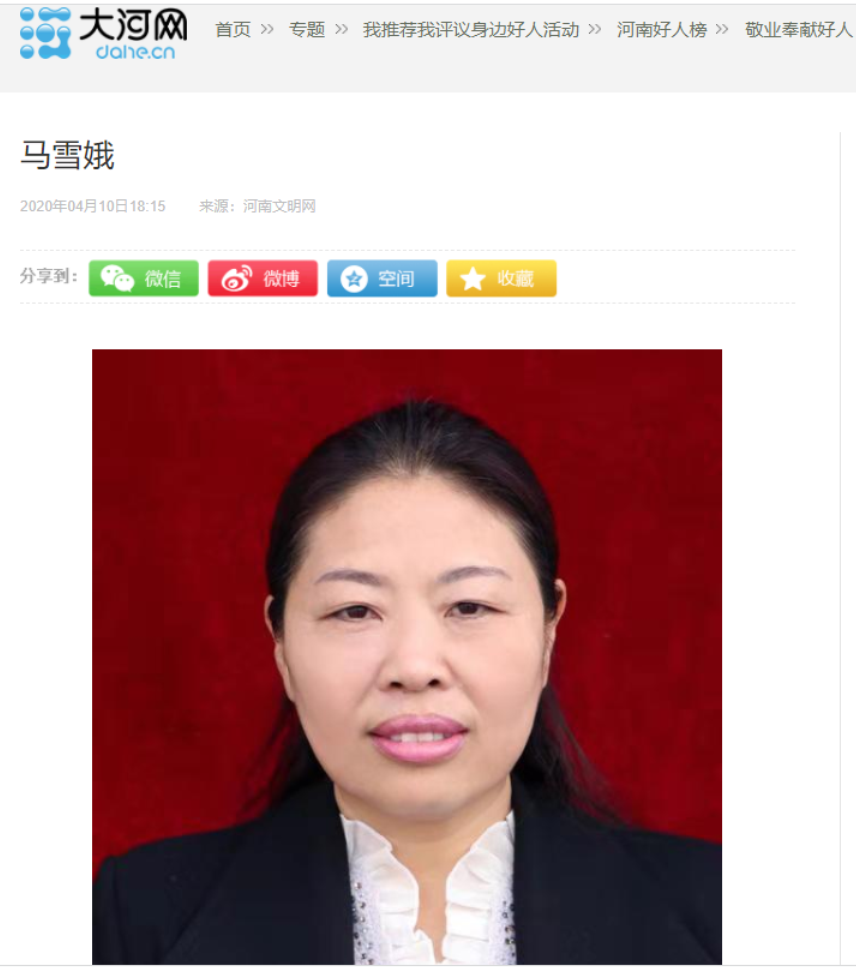 大河网
dahe.cn
首页 >> 专题 >> 我推荐我评议身边好人活动 >> 河南好人榜 >> 敬业奉献好人
马雪娥
2020年04月10日18:15 来源：河南文明网
分享到： 微信 微博 空间 收藏